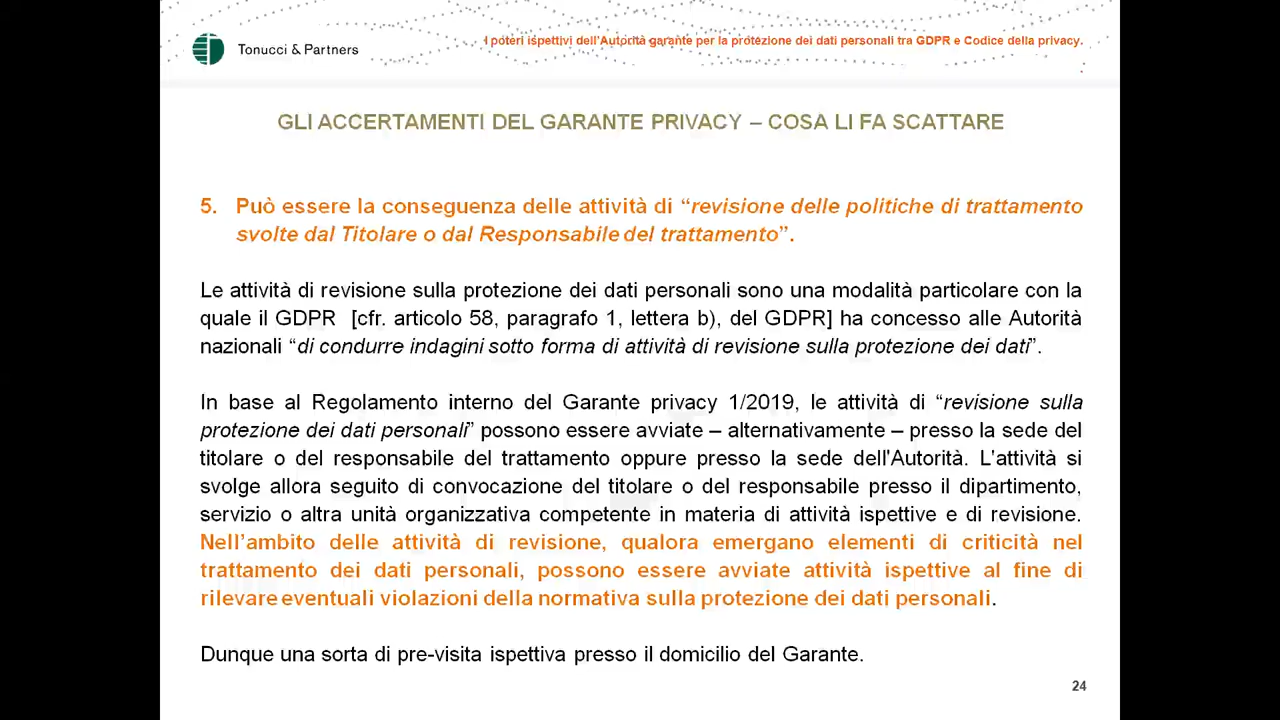 Tonucci & Partners
I poteri ispettivi dell'Autorità garante per la protezione dei dati personali tra GDPR e Codice della privacy.
GLI ACCERTAMENTI DEL GARANTE PRIVACY – COSA LI FA SCATTARE
5. Può essere la conseguenza delle attività di “revisione delle politiche di trattamento
svolte dal Titolare o dal Responsabile del trattamento”.
Le attività di revisione sulla protezione dei dati personali sono una modalità particolare con la
quale il GDPR [cfr. articolo 58, paragrafo 1, lettera b), del GDPR] ha concesso alle Autorità
nazionali “di condurre indagini sotto forma di attività di revisione sulla protezione dei dati”.
In base al Regolamento interno del Garante privacy 1/2019, le attività di “revisione sulla
protezione dei dati personali” possono essere avviate – alternativamente – presso la sede del
titolare o del responsabile del trattamento oppure presso la sede dell'Autorità. L'attività si
svolge allora seguito di convocazione del titolare o del responsabile presso il dipartimento,
servizio o altra unità organizzativa competente in materia di attività ispettive e di revisione.
Nell’ambito delle attività di revisione, qualora emergano elementi di criticità nel
trattamento dei dati personali, possono essere avviate attività ispettive al fine di
rilevare eventuali violazioni della normativa sulla protezione dei dati personali.
Dunque una sorta di pre-visita ispettiva presso il domicilio del Garante.
24